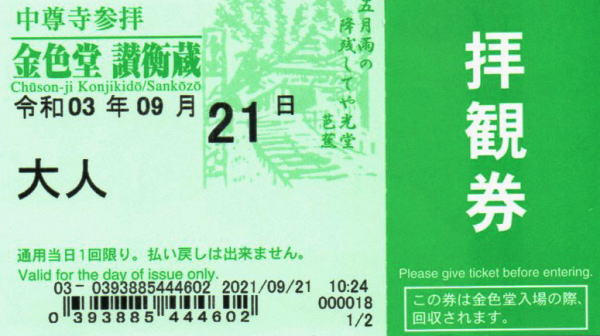 中尊寺参拝
金色堂 讃衡蔵
Chūson-ji Konjikidō/Sankōzō
令和03 年 09 月 21 日
大人
五月雨の
降残してや光堂
芭蕉
通用当日1回限り。払い戻しは出来ません。
Valid for the day of issue only.
03- 0393885444602 2021/09/21 10:24
000018
0 393885 444602
1/2
拝観券
Please give ticket before entering.
この券は金色堂入場の際、
回収されます。